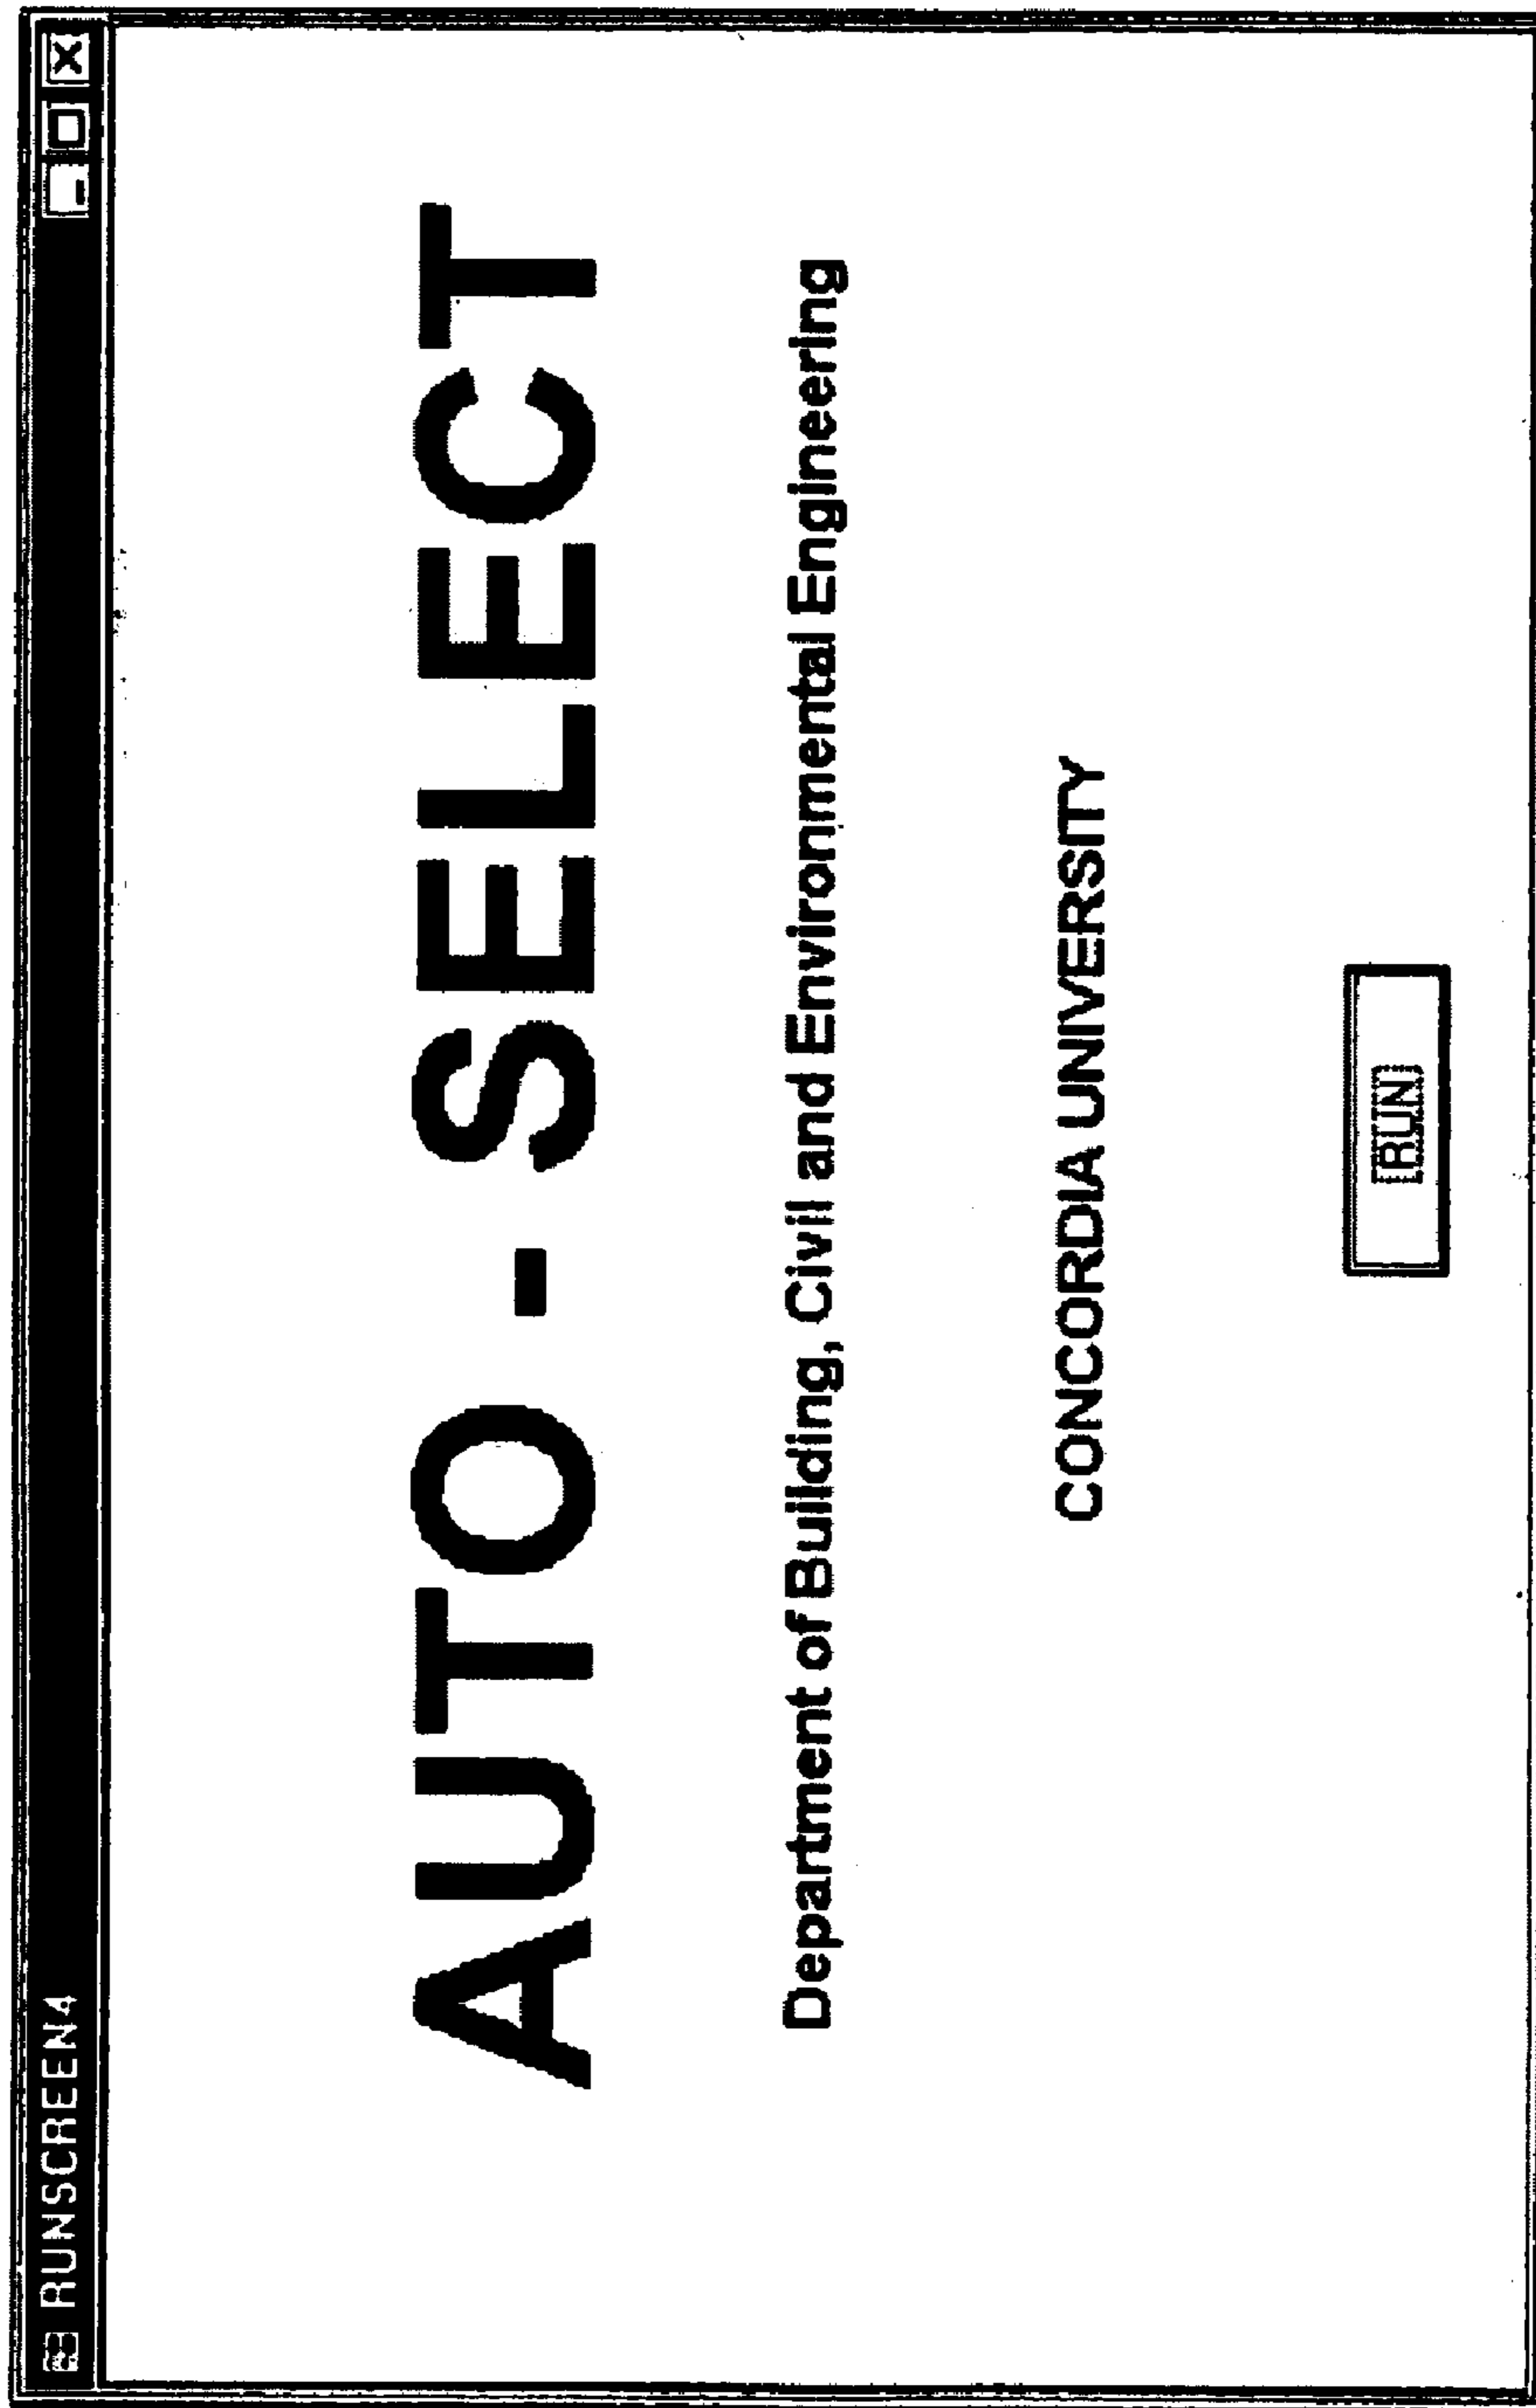 RUNSCREEN4
AUTO - SELECT
Department of Building, Civil and Environmental Engineering
CONCORDIA UNIVERSITY
RUN